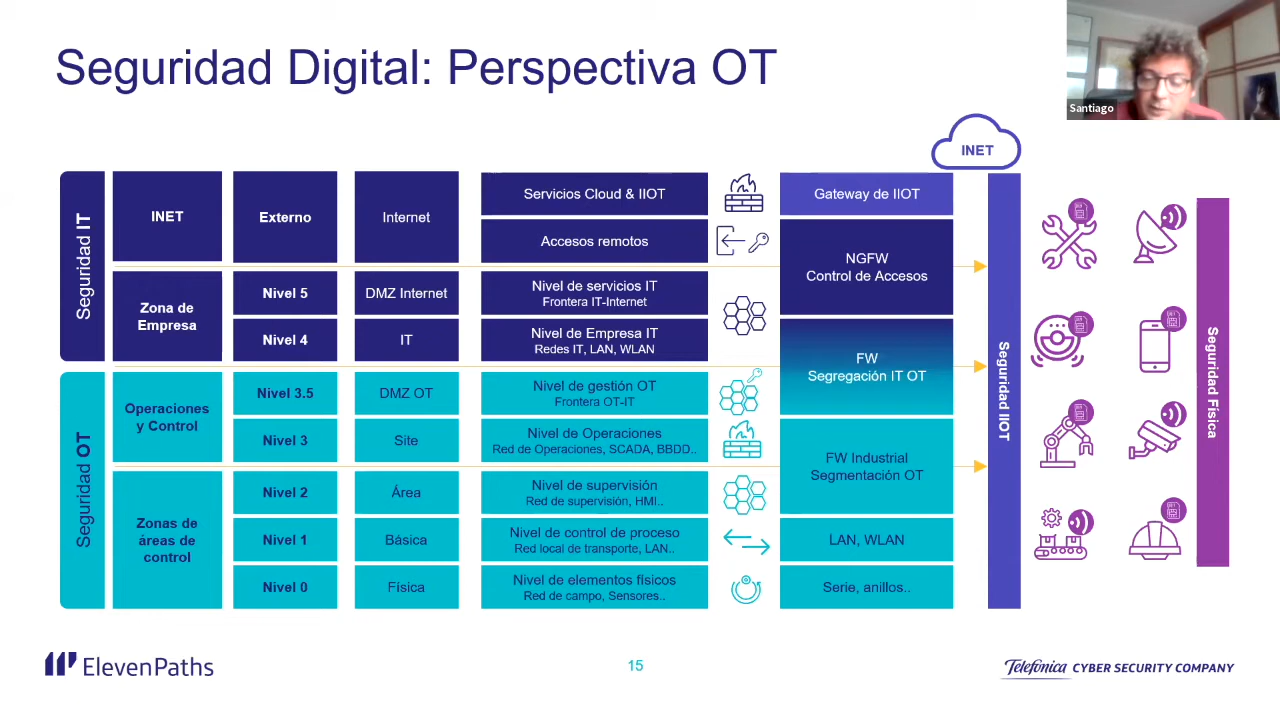 Seguridad Digital: Perspectiva OT
Santiago
INET
Seguridad IT
INET
Externo
Internet
Servicios Cloud & IIOT
Gateway de IIOT
Accesos remotos
NGFW
Control de Accesos
Zona de
Empresa
Nivel 5
DMZ Internet
Nivel de servicios IT
Frontera IT-Internet
Nivel 4
IT
Nivel de Empresa IT
Redes IT, LAN, WLAN
FW
Segregación IT OT
Seguridad OT
Operaciones
y Control
Nivel 3.5
DMZ OT
Nivel de gestión OT
Frontera OT-IT
Nivel 3
Site
Nivel de Operaciones
Red de Operaciones, SCADA, BBDD..
FW Industrial
Segmentación OT
Zonas de
áreas de
control
Nivel 2
Área
Nivel de supervisión
Red de supervisión, HMI..
Nivel 1
Básica
Nivel de control de proceso
Red local de transporte, LAN..
LAN, WLAN
Nivel 0
Física
Nivel de elementos físicos
Red de campo, Sensores..
Serie, anillos..
Seguridad IIOT
Seguridad Física
ElevenPaths
15
Telefónica CYBER SECURITY COMPANY